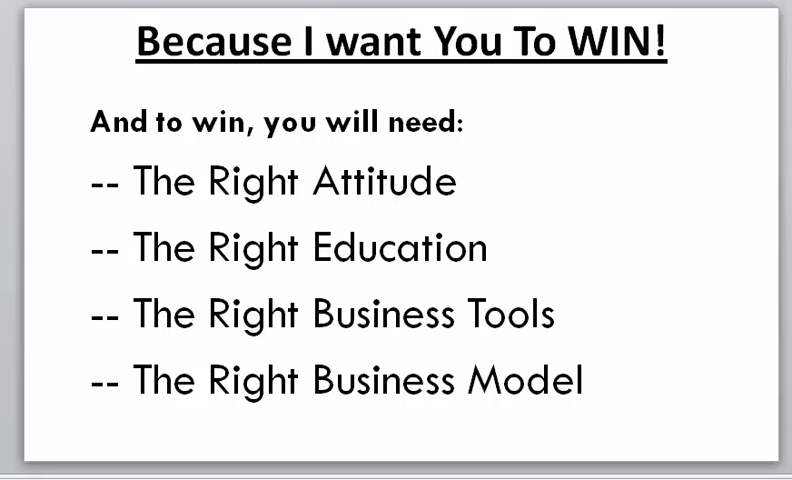 Because I want You To WIN!
And to win, you will need:
-- The Right Attitude
-- The Right Education
-- The Right Business Tools
-- The Right Business Model